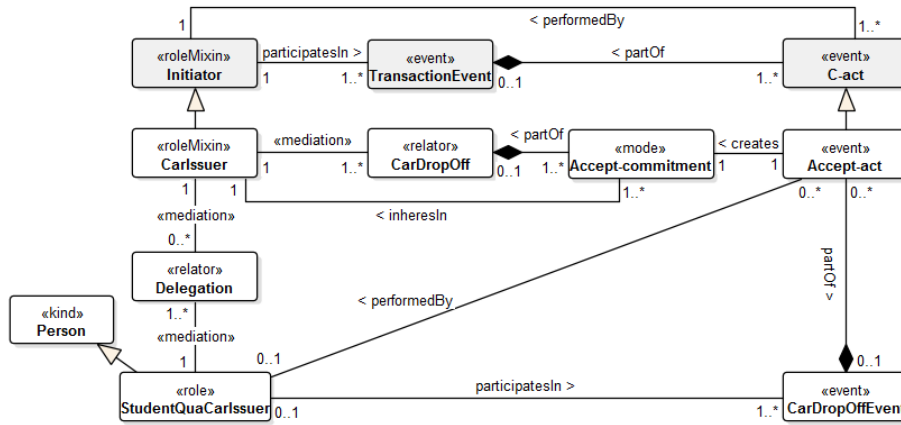 < performedBy
1
1..*
«roleMixin»
Initiator
participatesIn >
1
1..*
«event»
TransactionEvent
< partOf
0..1
1..*
«event»
C-act
«roleMixin»
CarIssuer
«mediation»
1
1..*
«relator»
CarDropOff
< partOf
0..1
1..*
«mode»
Accept-commitment
< creates
1
1
«event»
Accept-act
1
1
< inheresIn
1..*
0..*
0..*
«mediation»
0..*
«relator»
Delegation
partOf >
1..*
«kind»
Person
< performedBy
«mediation»
1
0..1
0..1
«role»
StudentQuaCarIssuer
participatesIn >
0..1
1..*
«event»
CarDropOffEvent